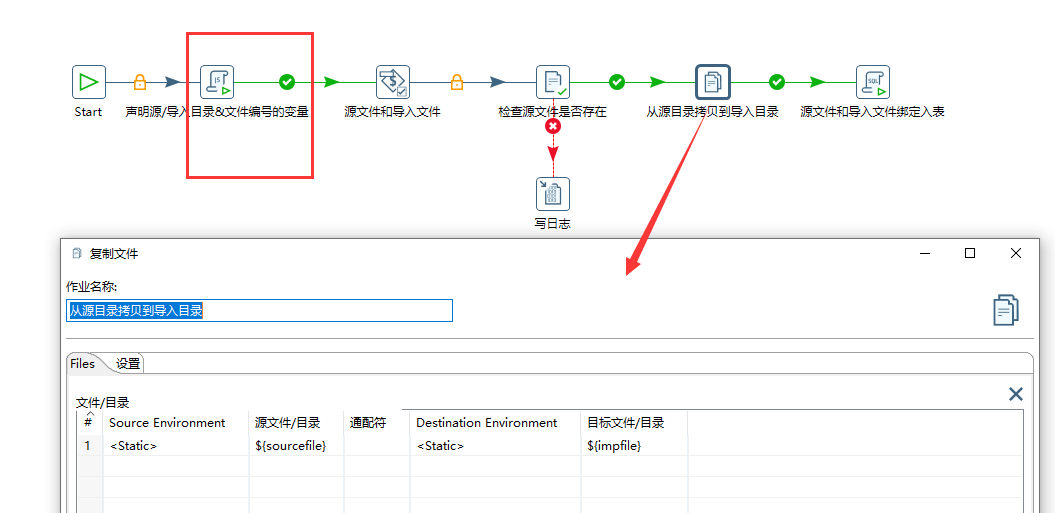 JS
SQL
Start
声明源/导入目录&文件编号的变量
源文件和导入文件
检查源文件是否存在
从源目录拷贝到导入目录
源文件和导入文件绑定入表
写日志
复制文件
作业名称:
从源目录拷贝到导入目录
Files
设置
文件/目录
# Source Environment 源文件/目录 通配符 Destination Environment 目标文件/目录
1 <Static> ${sourcefile} <Static> ${impfile}